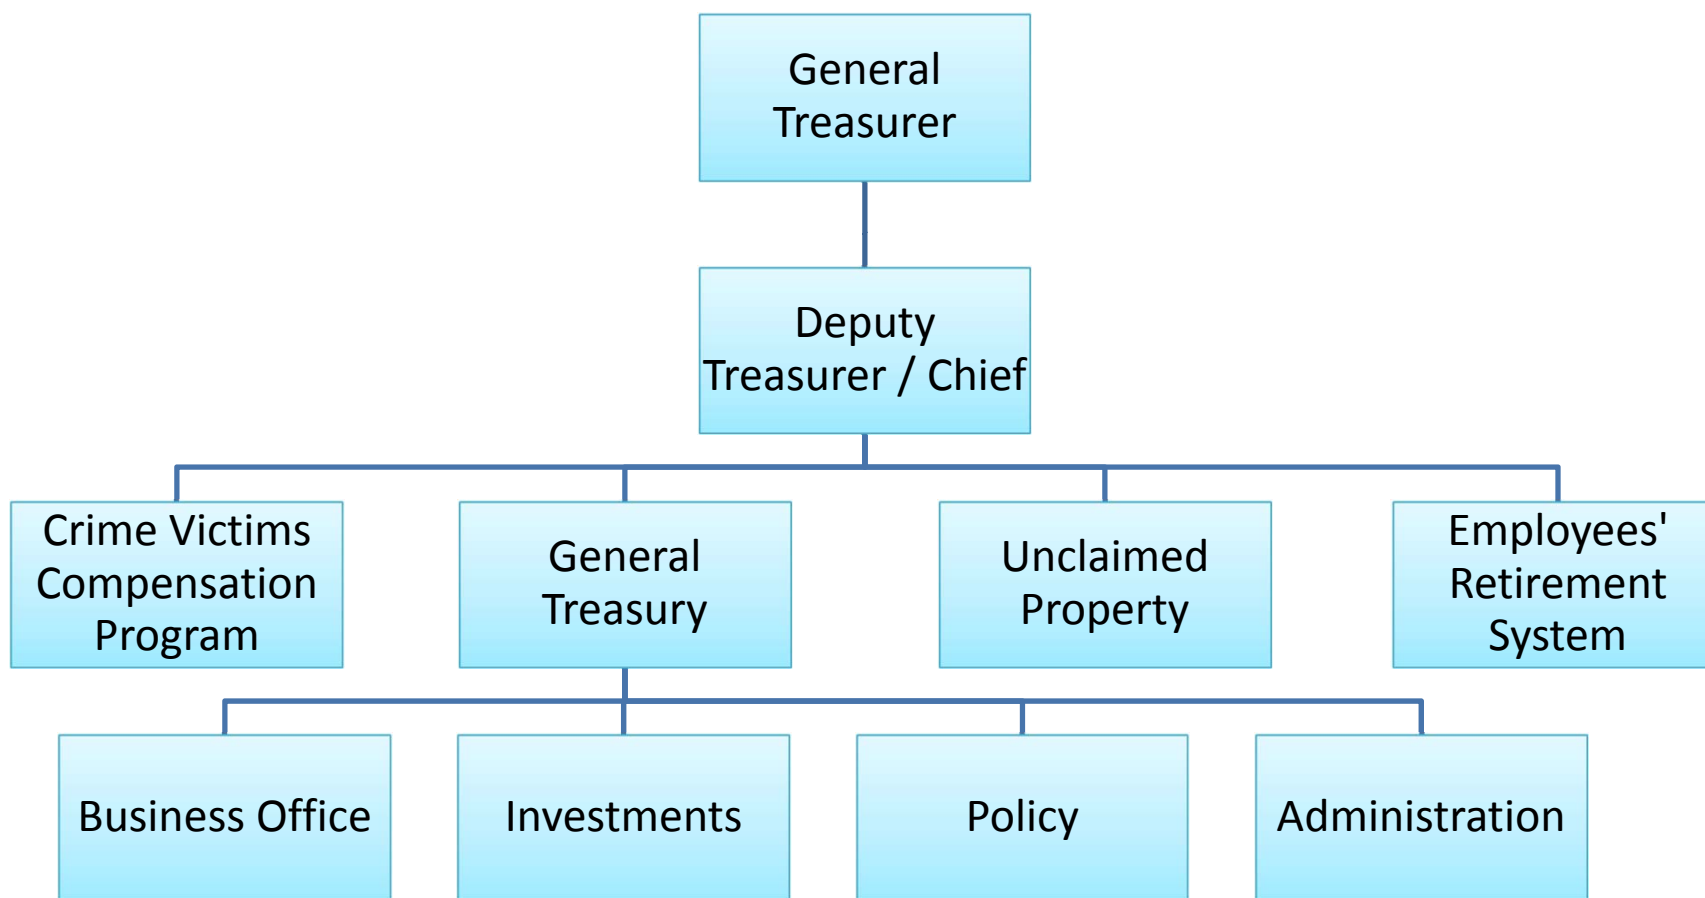 General
Treasurer
Deputy
Treasurer / Chief
Crime Victims
Compensation
Program
General
Treasury
Unclaimed
Property
Employees'
Retirement
System
Business Office
Investments
Policy
Administration